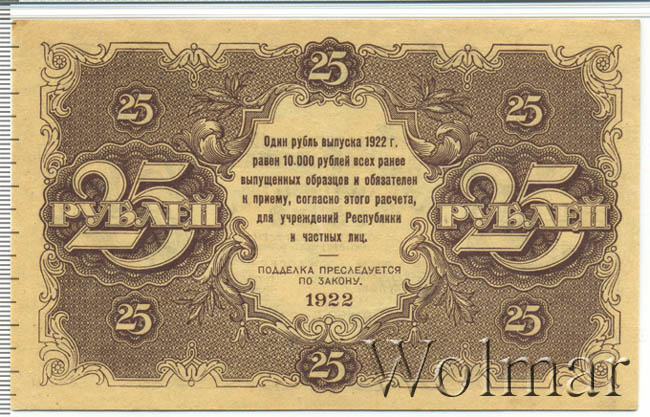 25
25
25
Один рубль выпуска 1922 г.
равен 10.000 рублей всех ранее
выпущенных образцов и обязателен
к приему, согласно этого расчета,
для учреждений Республики
и частных лиц.
25
РУБЛЕЙ
25
РУБЛЕЙ
ПОДДЕЛКА ПРЕСЛЕДУЕТСЯ
ПО ЗАКОНУ.
1922
25
25
25
Wolmar